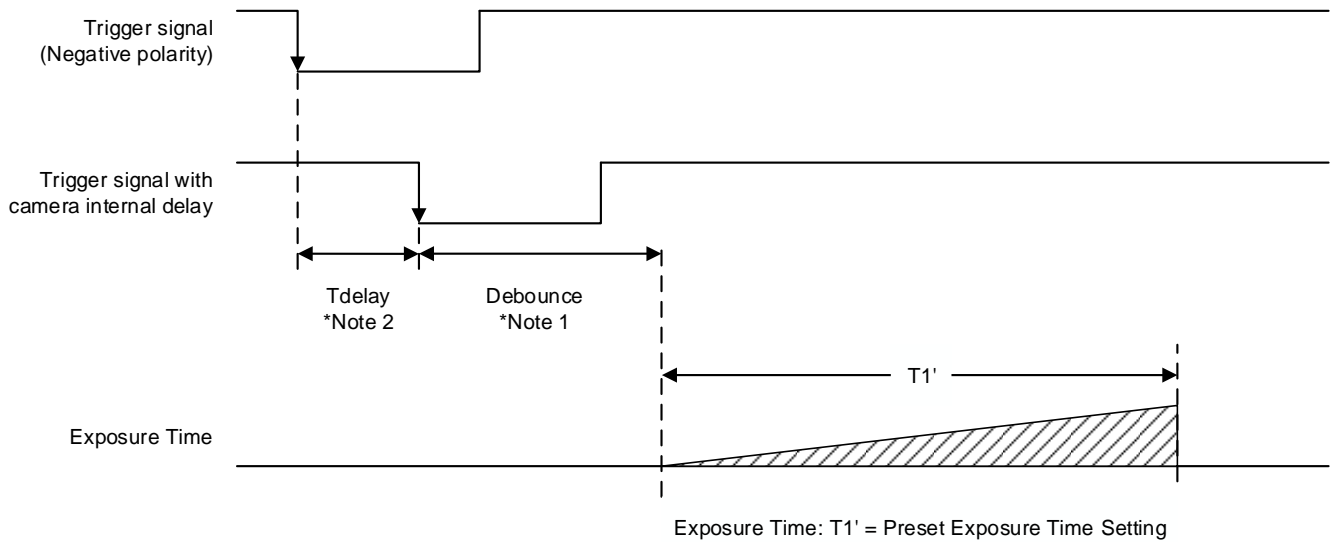 Trigger signal
(Negative polarity)
Trigger signal with
camera internal delay
Tdelay
*Note 2
Debounce
*Note 1
T1'
Exposure Time
Exposure Time: T1' = Preset Exposure Time Setting